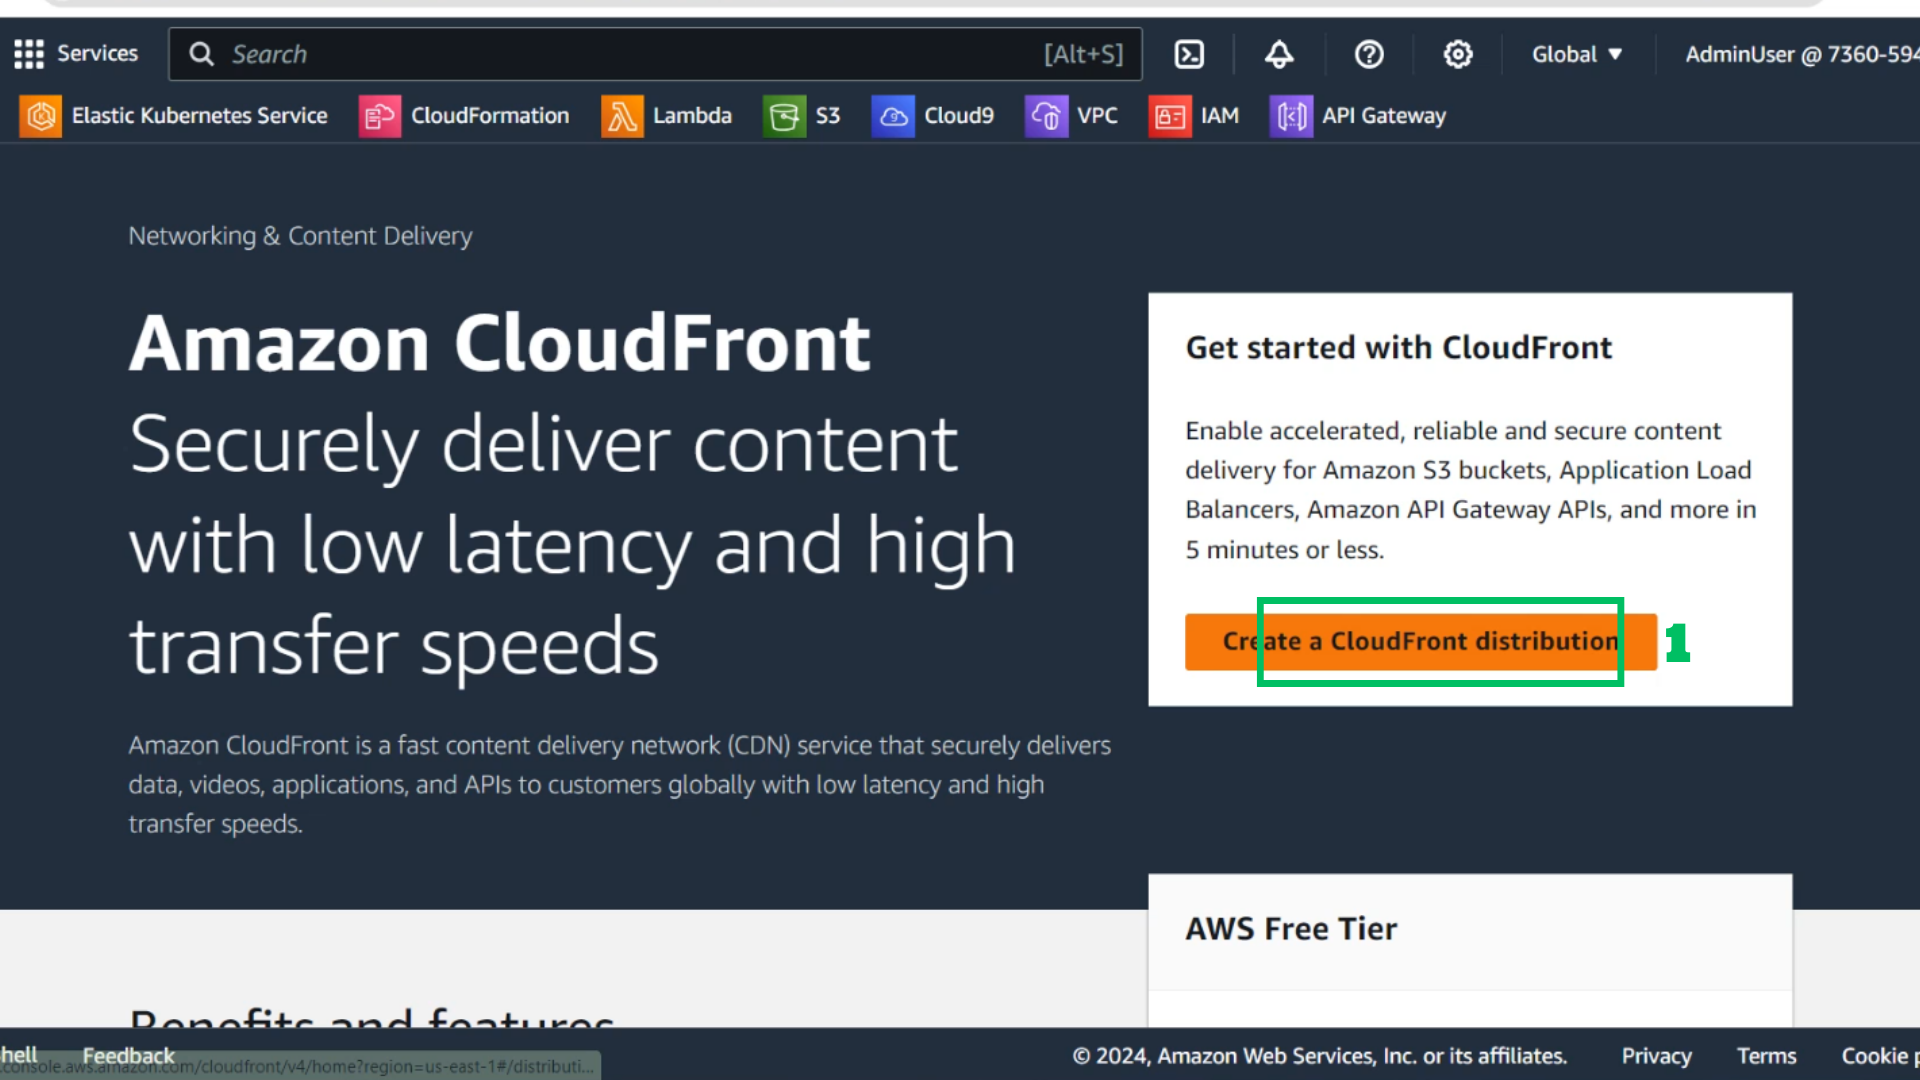 Services
Search
[Alt+S]
Global ▼
AdminUser @ 7360-594
Elastic Kubernetes Service
CloudFormation
Lambda
S3
Cloud9
VPC
IAM
API Gateway
Networking & Content Delivery
Amazon CloudFront
Securely deliver content
with low latency and high
transfer speeds
Amazon CloudFront is a fast content delivery network (CDN) service that securely delivers
data, videos, applications, and APIs to customers globally with low latency and high
transfer speeds.
Get started with CloudFront
Enable accelerated, reliable and secure content
delivery for Amazon S3 buckets, Application Load
Balancers, Amazon API Gateway APIs, and more in
5 minutes or less.
Create a CloudFront distribution
1
AWS Free Tier
Benefits and features
hell
Feedback
.console.aws.amazon.com/cloudfront/v4/home?region=us-east-1#/distributi...
© 2024, Amazon Web Services, Inc. or its affiliates.
Privacy
Terms
Cookie p